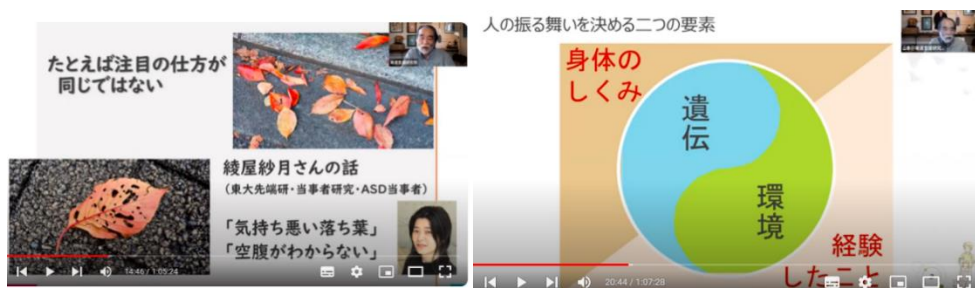 たとえば注目の仕方が
同じではない
綾屋紗月さんの話
(東大先端研・当事者研究・ASD当事者)
「気持ち悪い落ち葉」
「空腹がわからない」
14:46 / 1:05:24
人の振る舞いを決める二つの要素
身体の
しくみ
遺伝
環境
経験
したこと
20:44 / 1:07:28